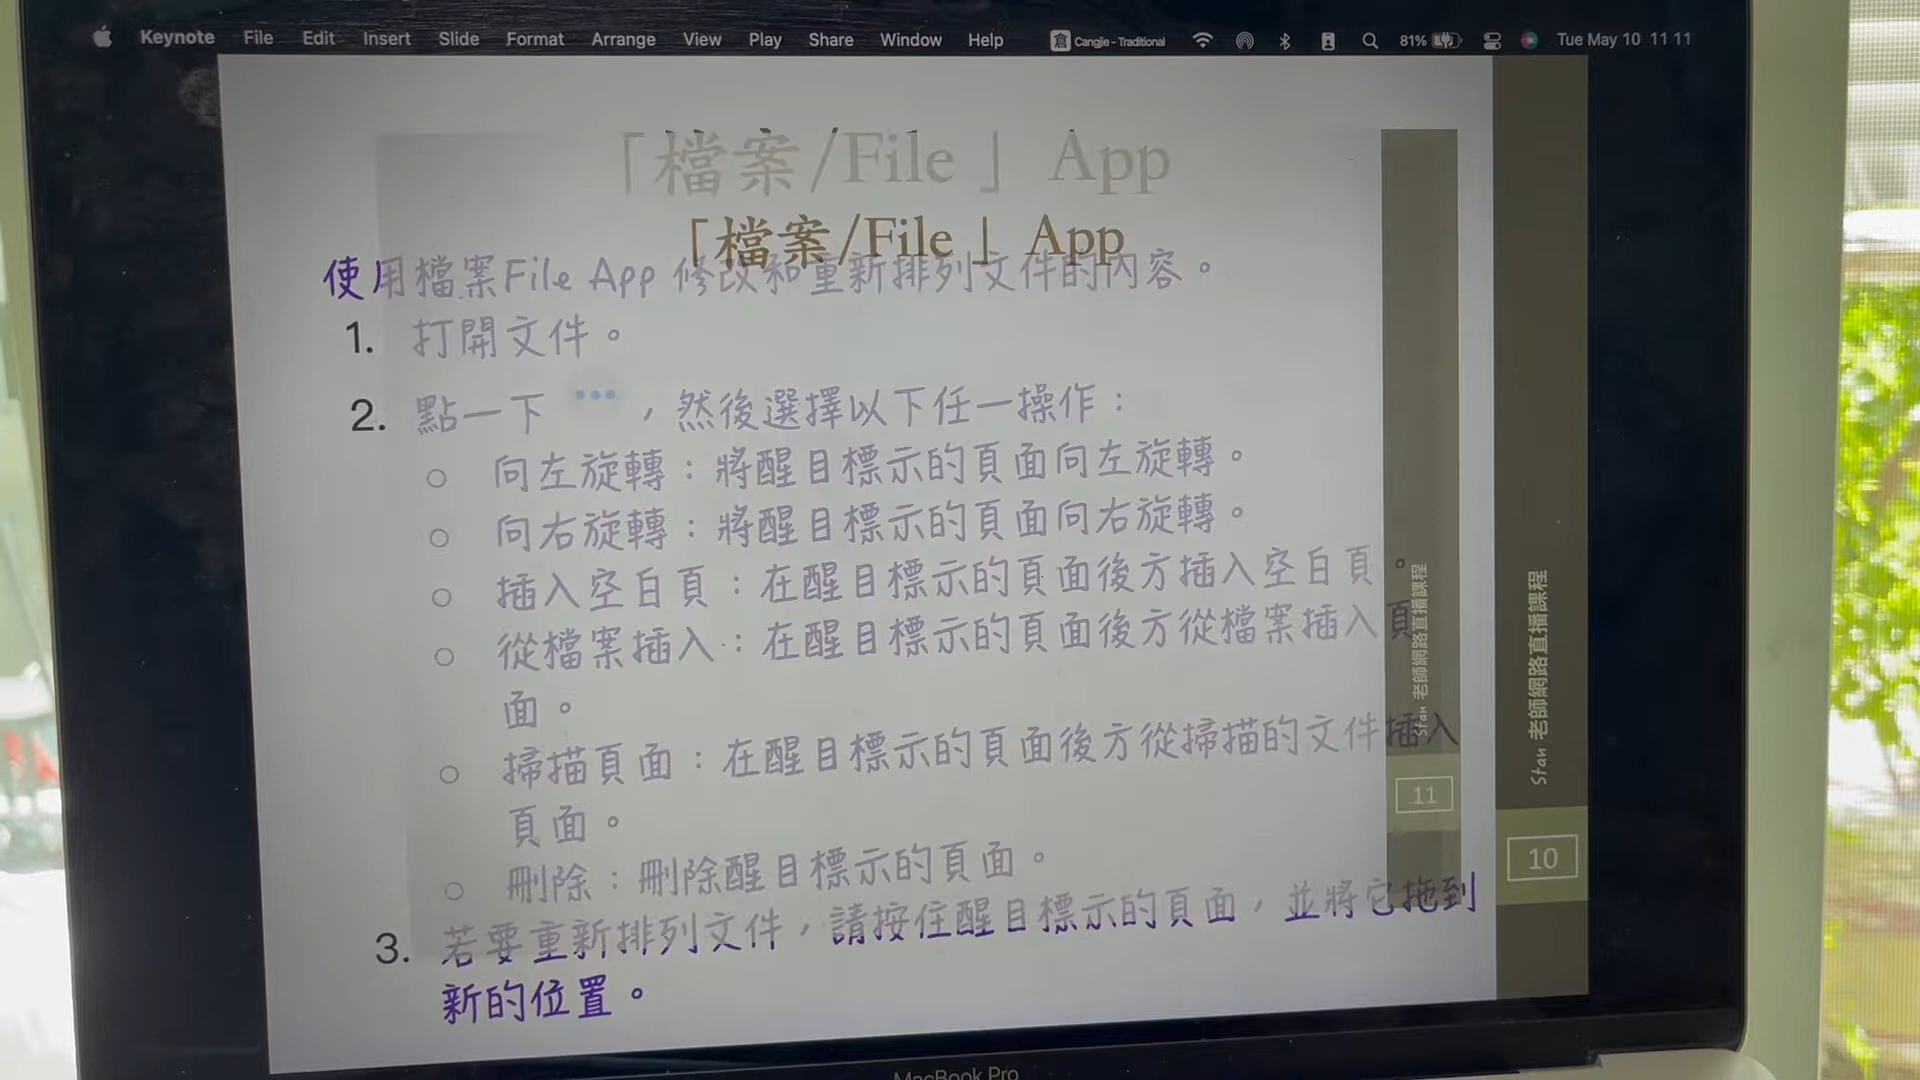 Keynote File Edit Insert Slide Format Arrange View Play Share Window Help 倉 Cangjie - Traditional 81% Tue May 10 11 11
「檔案/File」 App
「檔案/File」 App
使用檔案File App 修改和重新排列文件的內容。
1. 打開文件。
2. 點一下 ••• ，然後選擇以下任一操作：
○ 向左旋轉：將醒目標示的頁面向左旋轉。
○ 向右旋轉：將醒目標示的頁面向右旋轉。
○ 插入空白頁：在醒目標示的頁面後方插入空白頁。
○ 從檔案插入：在醒目標示的頁面後方從檔案插入頁
面。
○ 掃描頁面：在醒目標示的頁面後方從掃描的文件插入
頁面。
○ 刪除：刪除醒目標示的頁面。
3. 若要重新排列文件，請按住醒目標示的頁面，並將它拖到
新的位置。
Stan 老師網路直播課程
11
Stan 老師網路直播課程
10
MacBook Pro